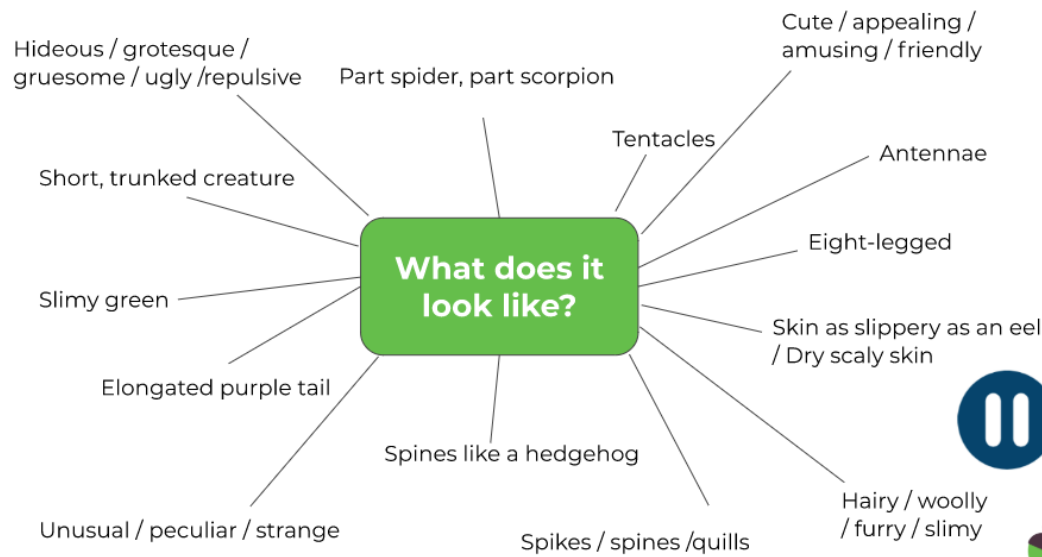 Cute / appealing /
amusing / friendly
Hideous / grotesque /
gruesome / ugly /repulsive
Part spider, part scorpion
Tentacles
Antennae
Short, trunked creature
Eight-legged
What does it
look like?
Slimy green
Skin as slippery as an eel
/ Dry scaly skin
Elongated purple tail
Spines like a hedgehog
Hairy / woolly
/ furry / slimy
Unusual / peculiar / strange
Spikes / spines /quills